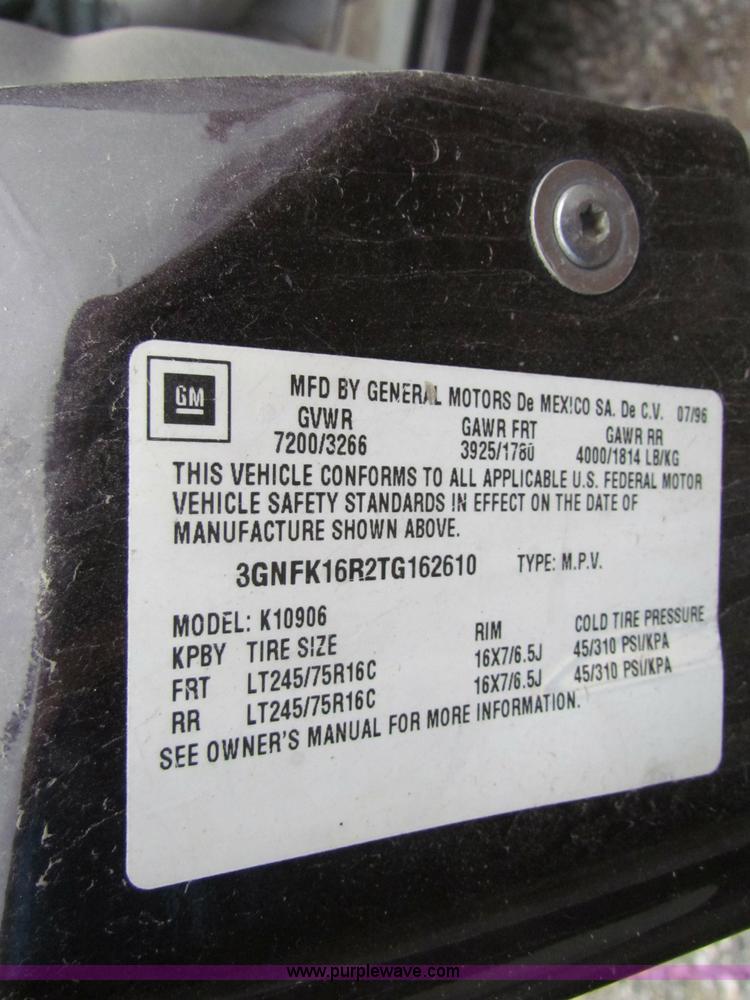 GM
MFD BY GENERAL MOTORS De MEXICO SA. De C.V. 07/96
GVWR GAWR FRT GAWR RR
7200/3266 3925/1780 4000/1814 LB/KG
THIS VEHICLE CONFORMS TO ALL APPLICABLE U.S. FEDERAL MOTOR
VEHICLE SAFETY STANDARDS IN EFFECT ON THE DATE OF
MANUFACTURE SHOWN ABOVE.
3GNFK16R2TG162610 TYPE: M.P.V.
MODEL: K10906
KPBY TIRE SIZE RIM COLD TIRE PRESSURE
FRT LT245/75R16C 16X7/6.5J 45/310 PSI/KPA
RR LT245/75R16C 16X7/6.5J 45/310 PSI/KPA
SEE OWNER'S MANUAL FOR MORE INFORMATION.
www.purplewave.com